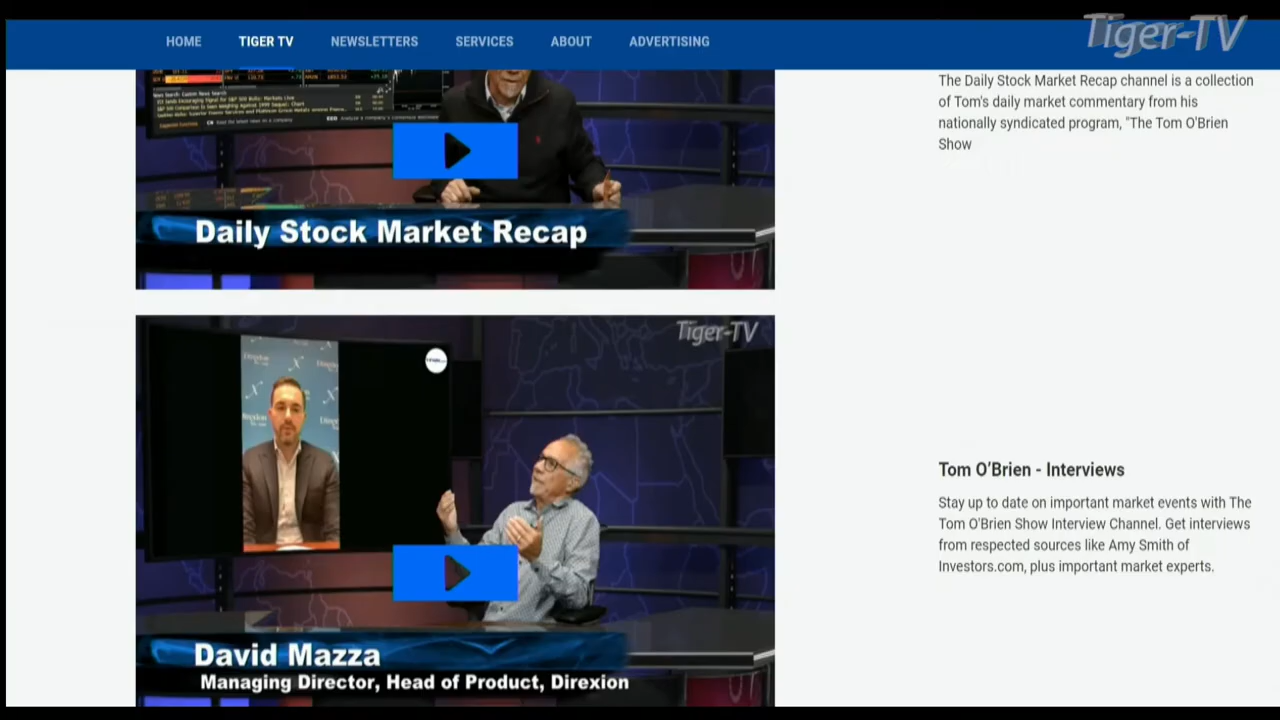 Tiger-TV
HOME
TIGER TV
NEWSLETTERS
SERVICES
ABOUT
ADVERTISING
Daily Stock Market Recap
The Daily Stock Market Recap channel is a collection
of Tom's daily market commentary from his
nationally syndicated program, "The Tom O'Brien
Show
Tiger-TV
Direxion
David Mazza
Managing Director, Head of Product, Direxion
Tom O’Brien - Interviews
Stay up to date on important market events with The
Tom O'Brien Show Interview Channel. Get interviews
from respected sources like Amy Smith of
Investors.com, plus important market experts.